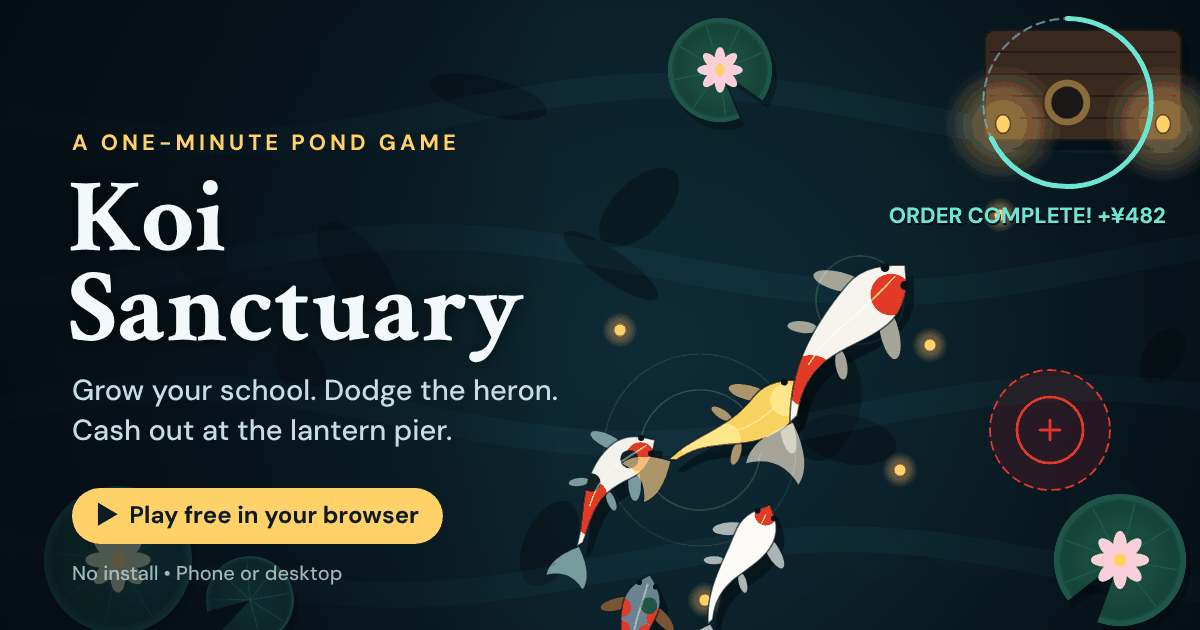 A ONE-MINUTE POND GAME
Koi
Sanctuary
Grow your school. Dodge the heron.
Cash out at the lantern pier.
▶ Play free in your browser
No install • Phone or desktop
ORDER COMPLETE! +¥482